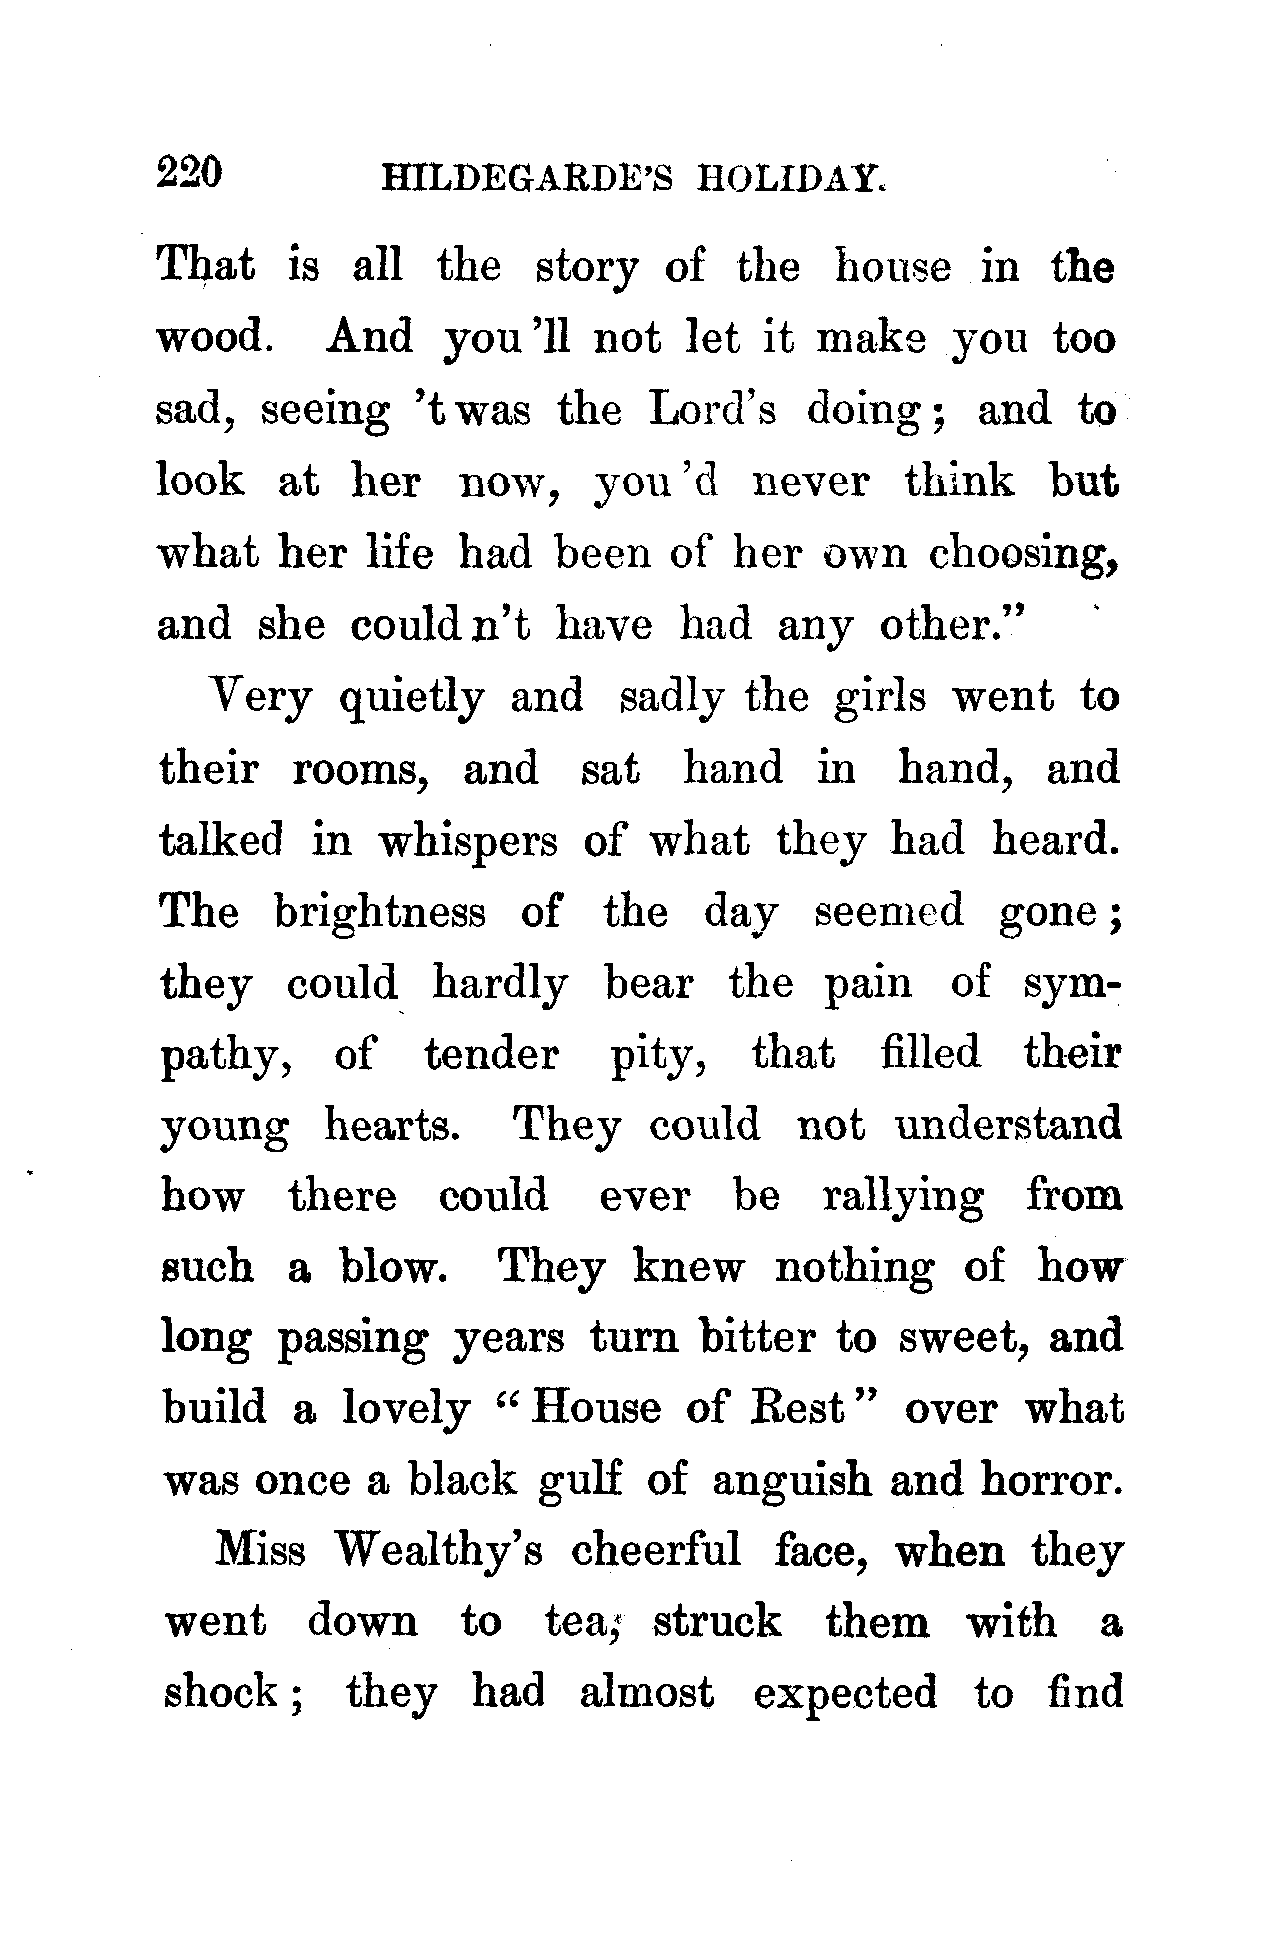 220 HILDEGARDE'S HOLIDAY.
That is all the story of the house in the
wood. And you 'll not let it make you too
sad, seeing 't was the Lord's doing; and to
look at her now, you 'd never think but
what her life had been of her own choosing,
and she could n't have had any other."
Very quietly and sadly the girls went to
their rooms, and sat hand in hand, and
talked in whispers of what they had heard.
The brightness of the day seemed gone;
they could hardly bear the pain of sym-
pathy, of tender pity, that filled their
young hearts. They could not understand
how there could ever be rallying from
such a blow. They knew nothing of how
long passing years turn bitter to sweet, and
build a lovely "House of Rest" over what
was once a black gulf of anguish and horror.
Miss Wealthy's cheerful face, when they
went down to tea, struck them with a
shock; they had almost expected to find